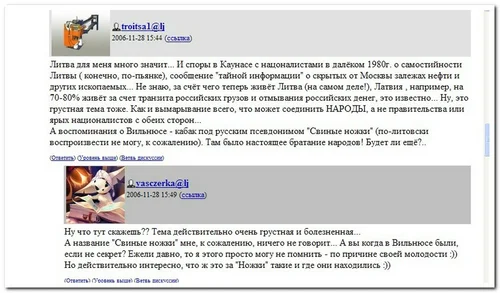 troitsa1@lj
2006-11-28 15:44 (ссылка)
Литва для меня много значит... И споры в Каунасе с националистами в далёком 1980г. о самостийности
Литвы ( конечно, по-пьянке), сообщение "тайной информации" о скрытых от Москвы залежах нефти и
других ископаемых... Не знаю, за счёт чего теперь живёт Литва (на самом деле!), Латвия , например, на
70-80% живёт за счет транзита российских грузов и отмывания российских денег, это известно... Ну, это
грустная тема тоже. Как и вымарывание всего, что может соединить НАРОДЫ, а не правительства или
ярых националистов с обеих сторон...
А воспоминания о Вильнюсе - кабак под русским псевдонимом "Свиные ножки" (по-литовски
воспроизвести не могу, к сожалению). Там было настоящее братание народов! Будет ли ещё?..
(Ответить) (Уровень выше) (Ветвь дискуссии)
vasczerka@lj
2006-11-28 15:49 (ссылка)
Ну что тут скажешь?? Тема действительно очень грустная и болезненная...
А название "Свиные ножки" мне, к сожалению, ничего не говорит... А вы когда в Вильнюсе были,
если не секрет? Ежели давно, то я этого просто могу не помнить - по причине своей молодости :))
Но действительно интересно, что ж это за "Ножки" такие и где они находились :))
(Ответить) (Уровень выше) (Ветвь дискуссии)